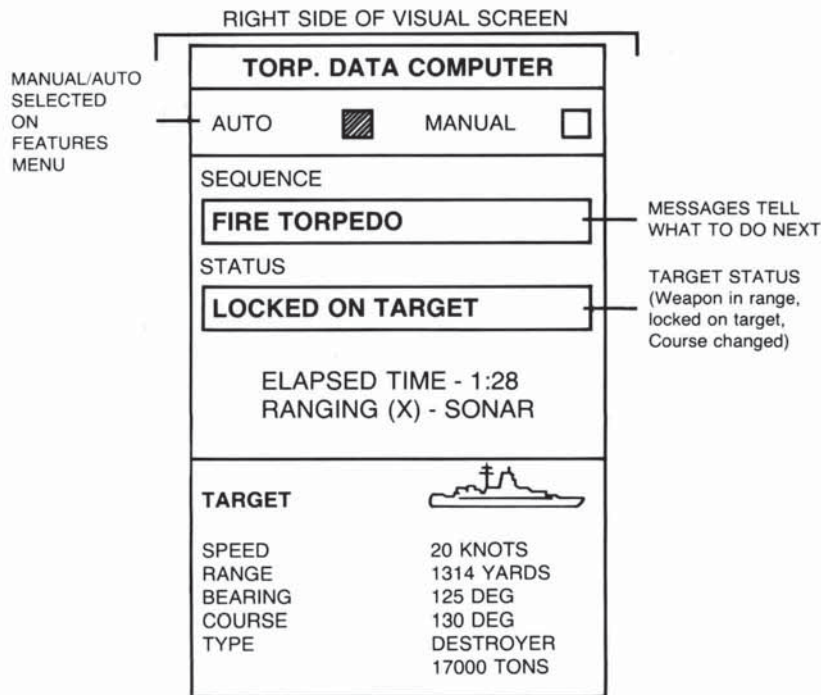 RIGHT SIDE OF VISUAL SCREEN
TORP. DATA COMPUTER
MANUAL/AUTO
SELECTED
ON
FEATURES
MENU
AUTO
MANUAL
SEQUENCE
FIRE TORPEDO
MESSAGES TELL
WHAT TO DO NEXT
STATUS
LOCKED ON TARGET
TARGET STATUS
(Weapon in range,
locked on target,
Course changed)
ELAPSED TIME - 1:28
RANGING (X) - SONAR
TARGET
SPEED 20 KNOTS
RANGE 1314 YARDS
BEARING 125 DEG
COURSE 130 DEG
TYPE DESTROYER
17000 TONS